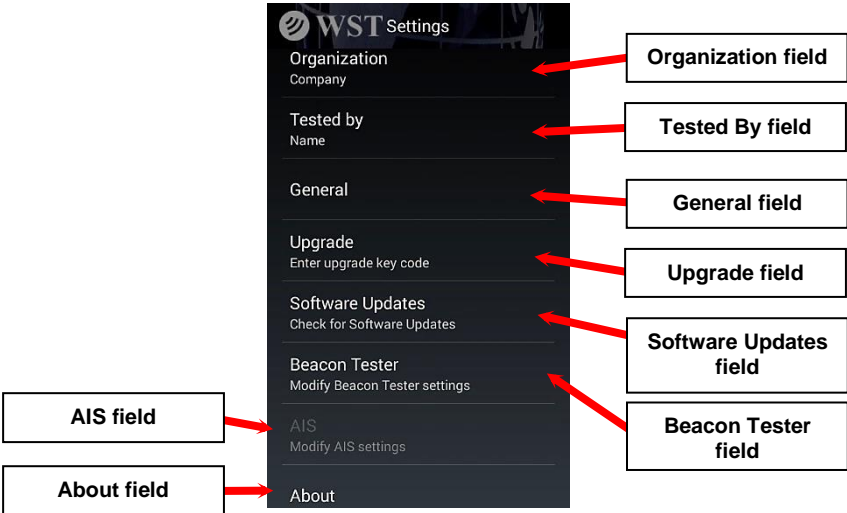 WST Settings
Organization
Company
Tested by
Name
General
Upgrade
Enter upgrade key code
Software Updates
Check for Software Updates
Beacon Tester
Modify Beacon Tester settings
AIS
Modify AIS settings
About
Organization field
Tested By field
General field
Upgrade field
Software Updates
field
Beacon Tester
field
AIS field
About field